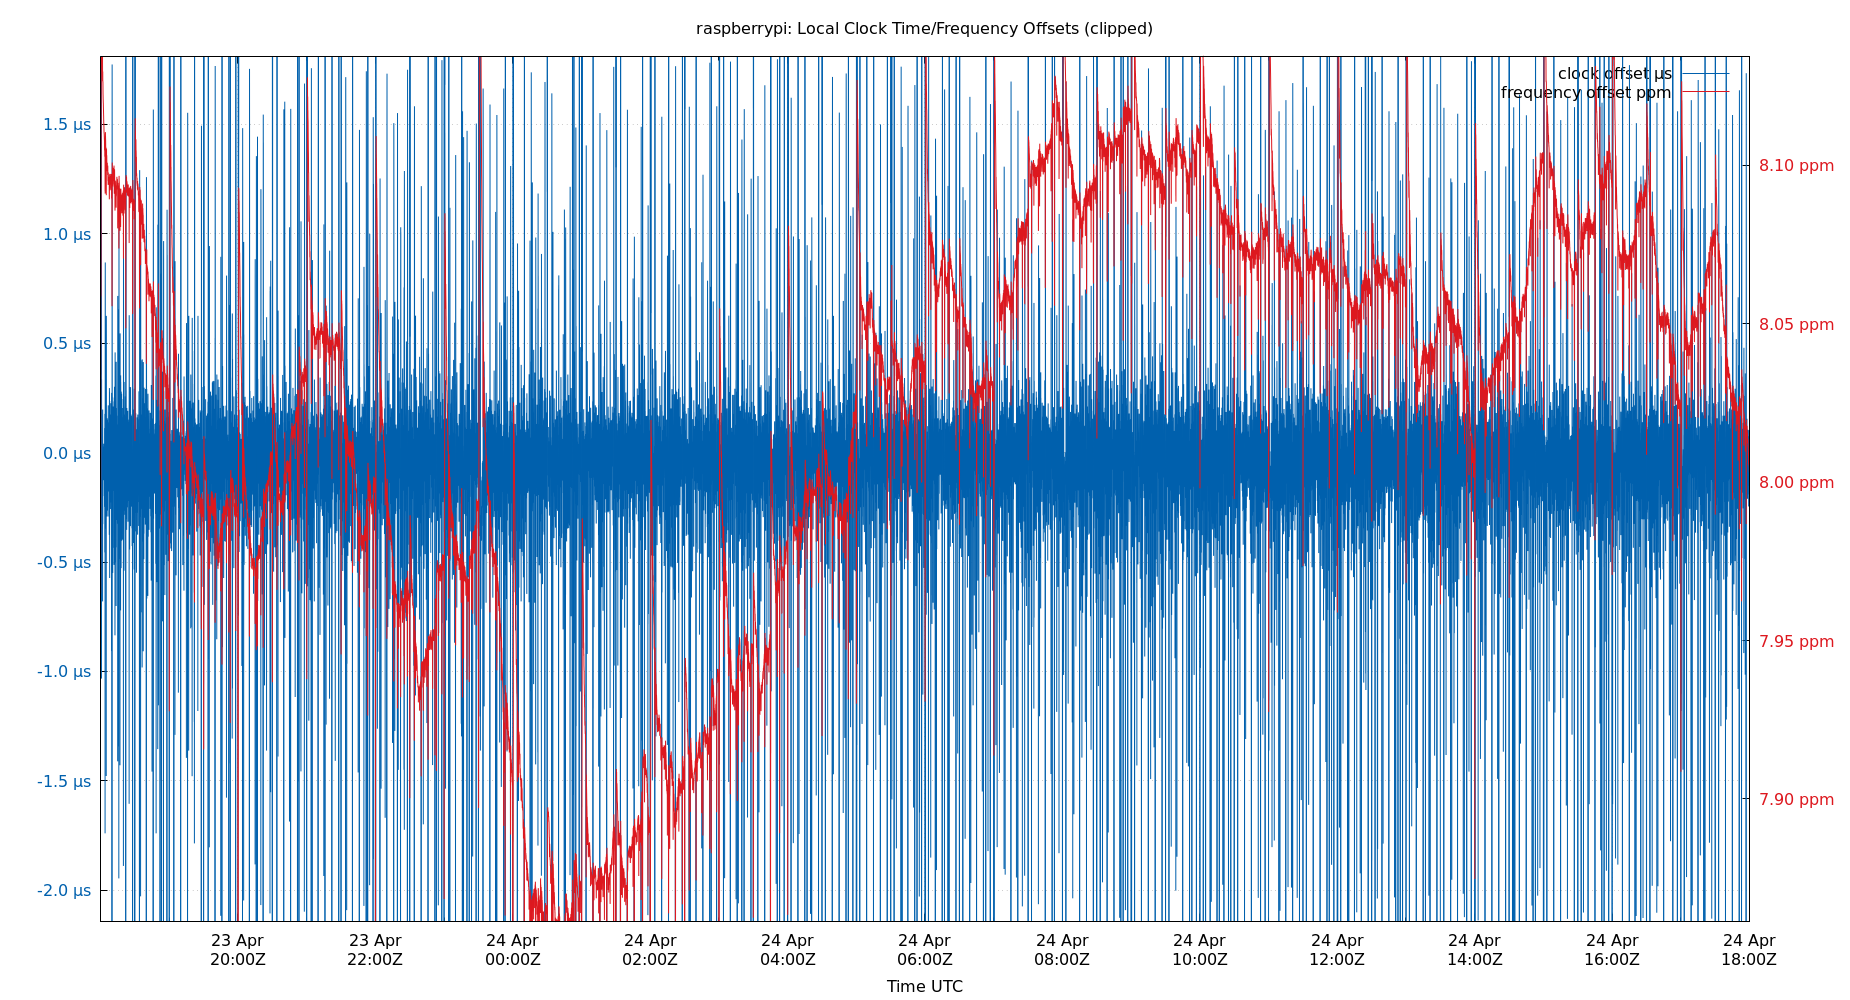 raspberrypi: Local Clock Time/Frequency Offsets (clipped)
clock offset µs
frequency offset ppm
1.5 µs
1.0 µs
0.5 µs
0.0 µs
-0.5 µs
-1.0 µs
-1.5 µs
-2.0 µs
8.10 ppm
8.05 ppm
8.00 ppm
7.95 ppm
7.90 ppm
23 Apr 23 Apr 24 Apr 24 Apr 24 Apr 24 Apr 24 Apr 24 Apr 24 Apr 24 Apr 24 Apr 24 Apr
20:00Z 22:00Z 00:00Z 02:00Z 04:00Z 06:00Z 08:00Z 10:00Z 12:00Z 14:00Z 16:00Z 18:00Z
Time UTC